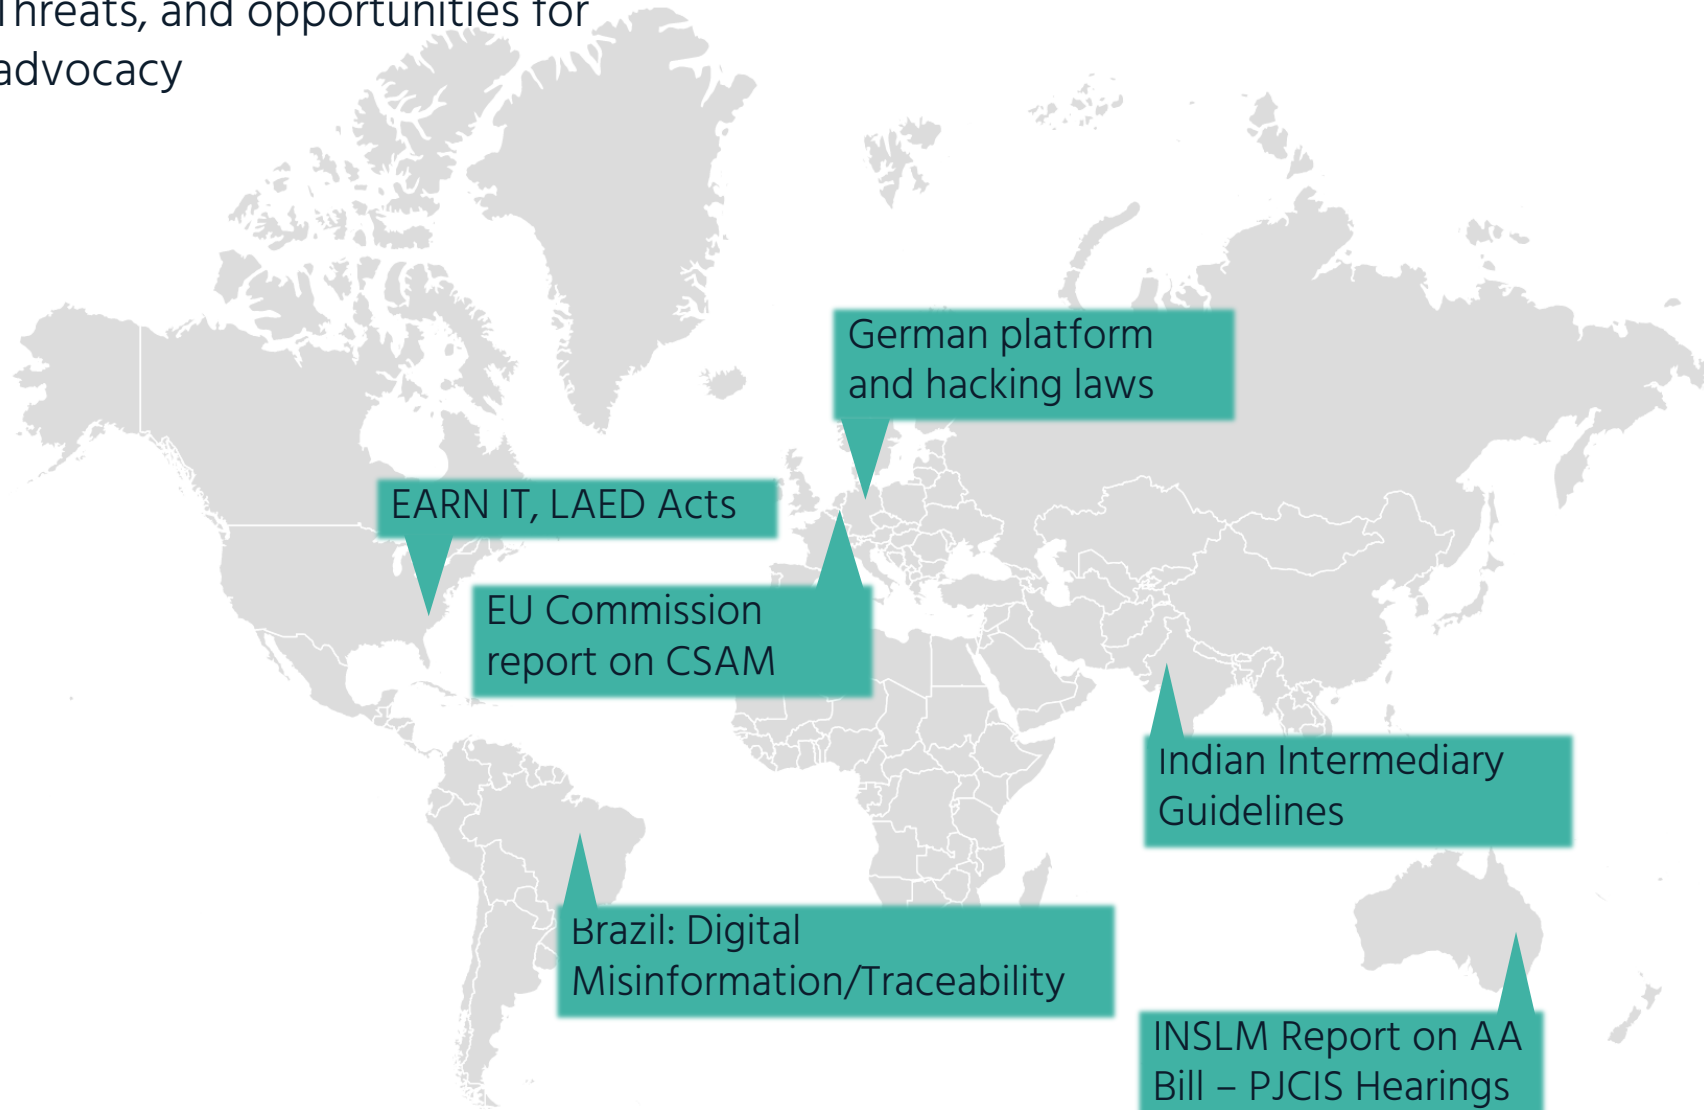 Threats, and opportunities for
advocacy
German platform
and hacking laws
EARN IT, LAED Acts
EU Commission
report on CSAM
Indian Intermediary
Guidelines
Brazil: Digital
Misinformation/Traceability
INSLM Report on AA
Bill – PJCIS Hearings